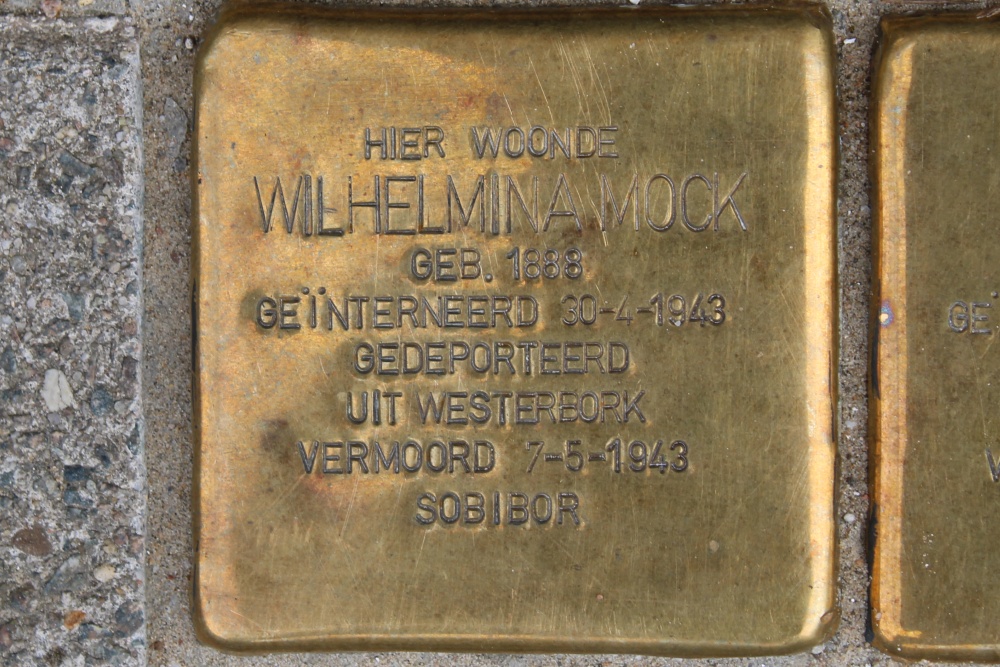 HIER WOONDE
WILHELMINA MOCK
GEB. 1888
GEÏNTERNEERD 30-4-1943
GEDEPORTEERD
UIT WESTERBORK
VERMOORD 7-5-1943
SOBIBOR